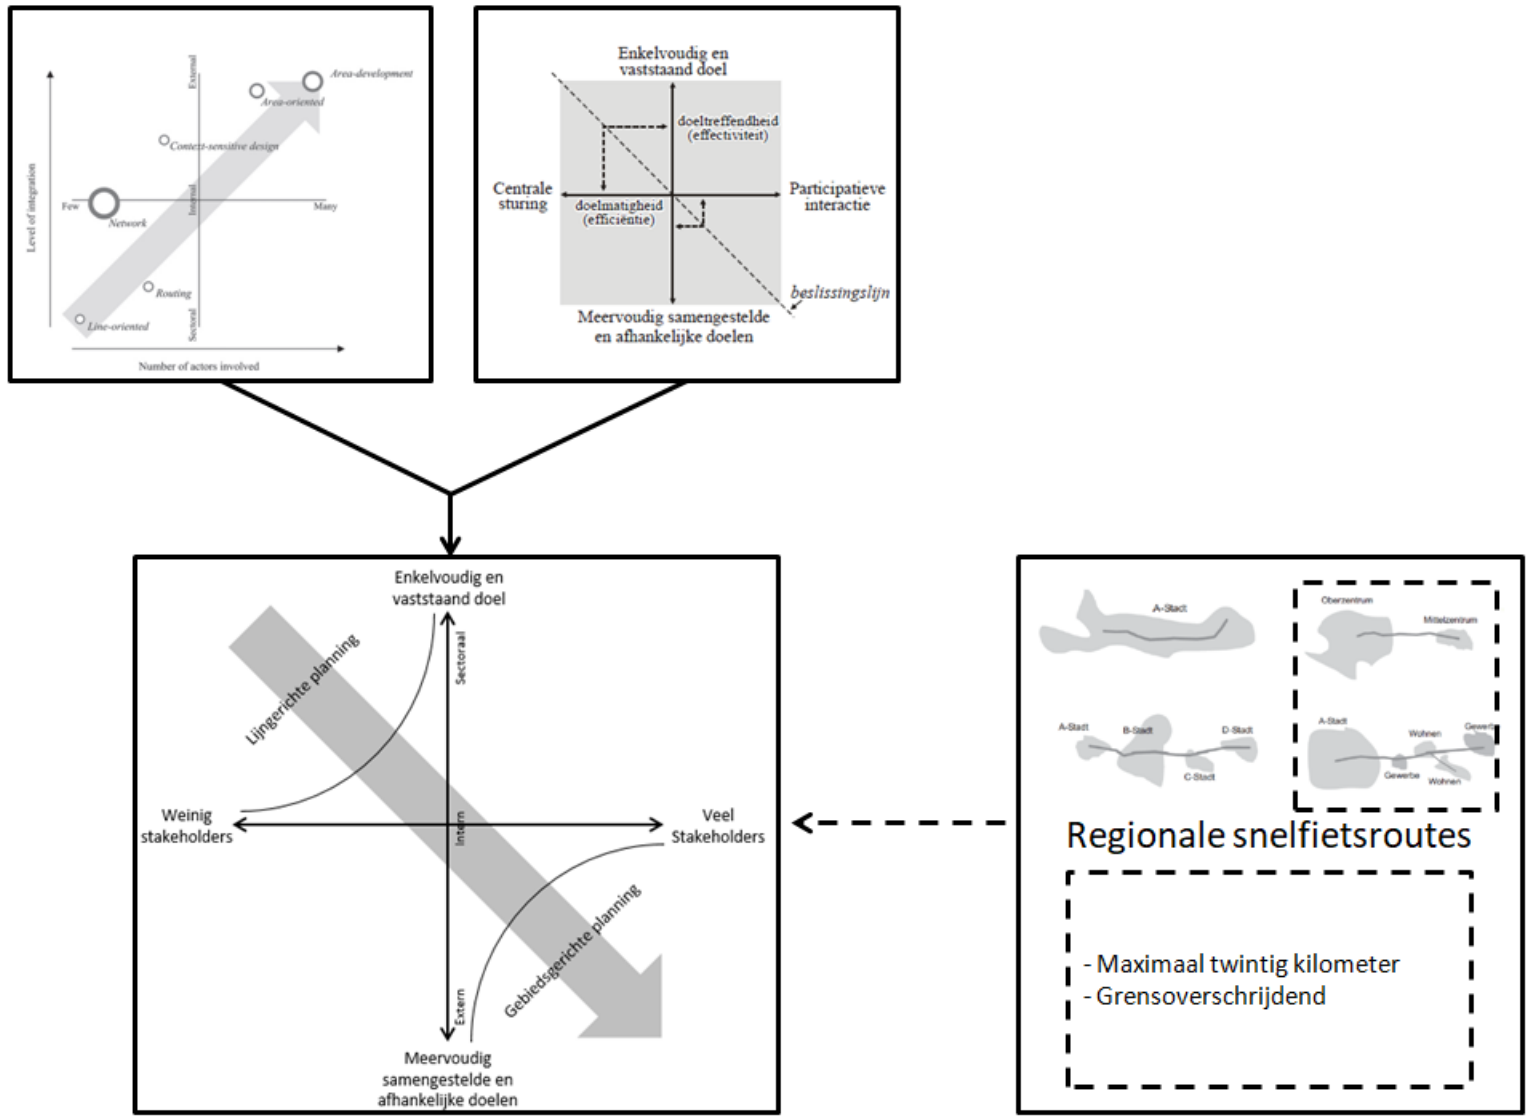 External
Area-development
Area-oriented
Context-sensitive design
Level of integration
Internal
Few
Many
Network
Routing
Line-oriented
Sectoral
Number of actors involved
Enkelvoudig en
vaststaand doel
doeltreffendheid
(effectiviteit)
Centrale
sturing
Participatieve
interactie
doelmatigheid
(efficiëntie)
beslissingslijn
Meervoudig samengestelde
en afhankelijke doelen
Enkelvoudig en
vaststaand doel
Sectoraal
Lijngerichte planning
Weinig
stakeholders
Intern
Veel
Stakeholders
Gebiedsgerichte planning
Extern
Meervoudig
samengestelde en
afhankelijke doelen
A-Stadt
Oberzentrum
Mittelzentrum
A-Stadt
B-Stadt
D-Stadt
C-Stadt
A-Stadt
Wohnen
Gewerbe
Gewerbe
Wohnen
Regionale snelfietsroutes
- Maximaal twintig kilometer
- Grensoverschrijdend